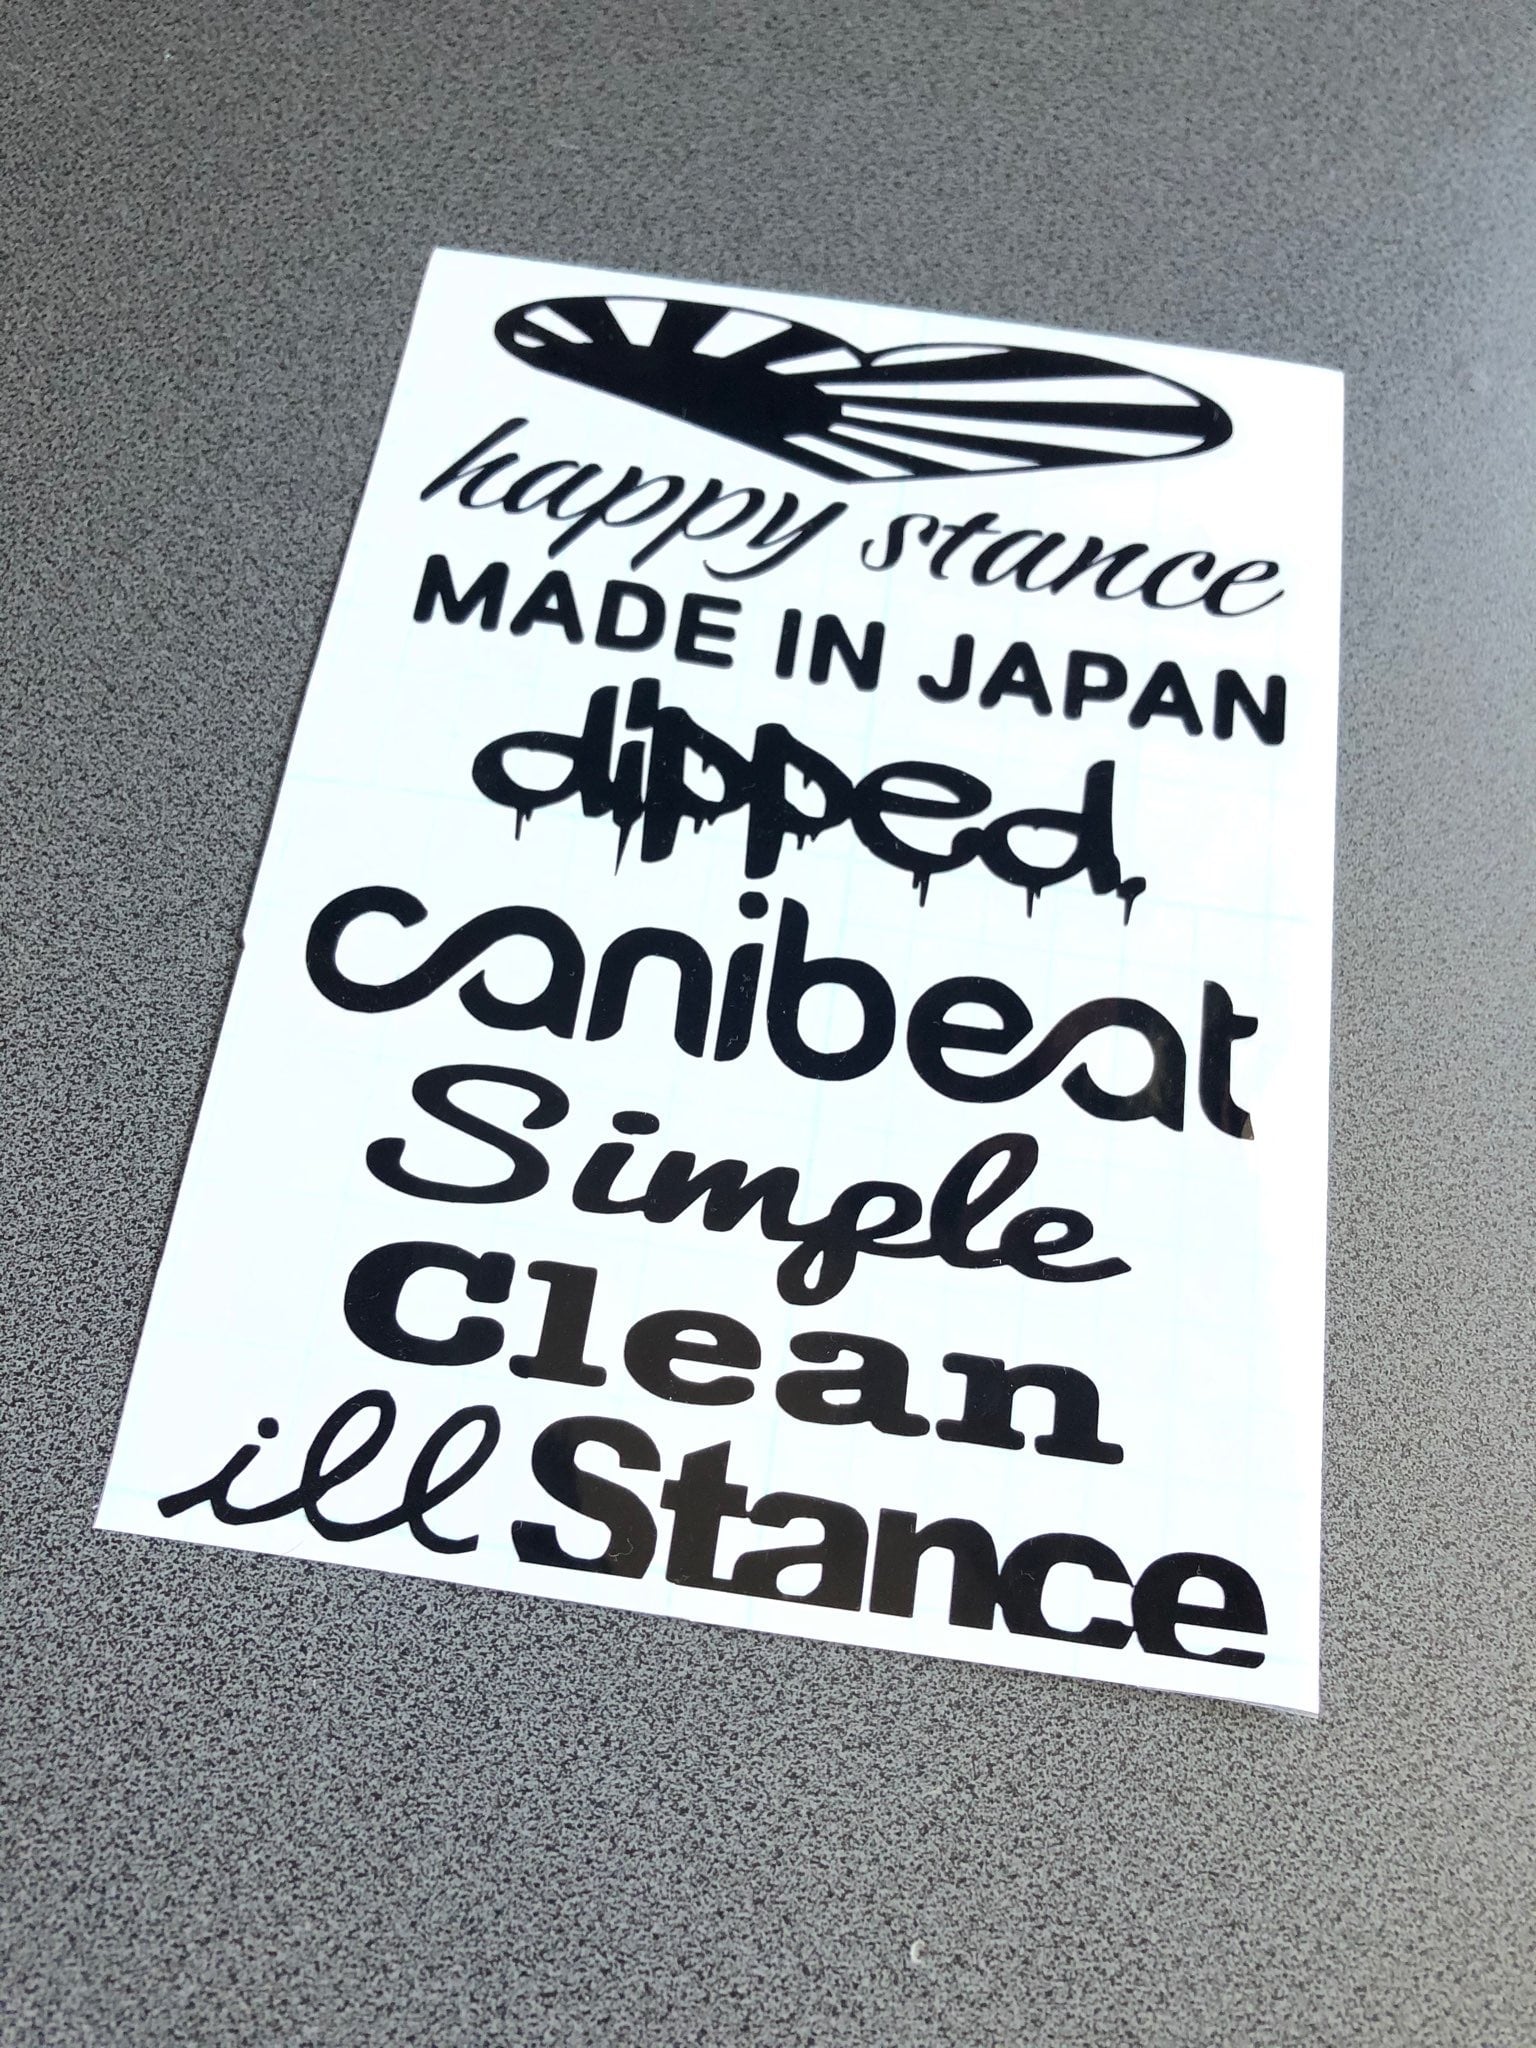 happy stance
MADE IN JAPAN
dipped.
canibeat
Simple
Clean
ill Stance